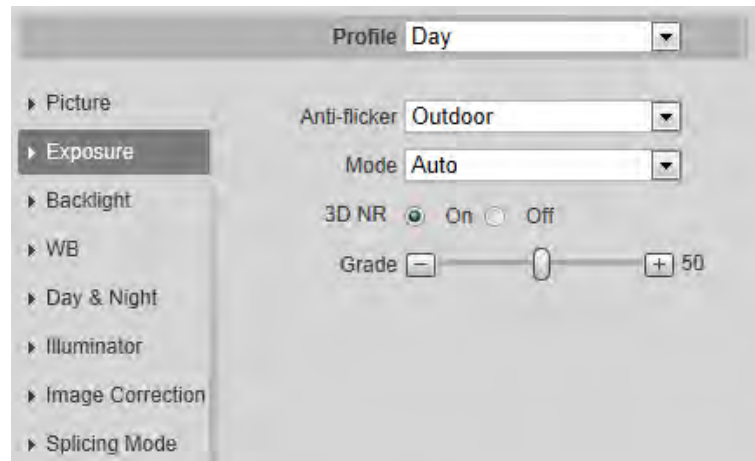 Profile Day
Picture
Exposure
Backlight
WB
Day & Night
Illuminator
Image Correction
Splicing Mode
Anti-flicker Outdoor
Mode Auto
3D NR On Off
Grade 50